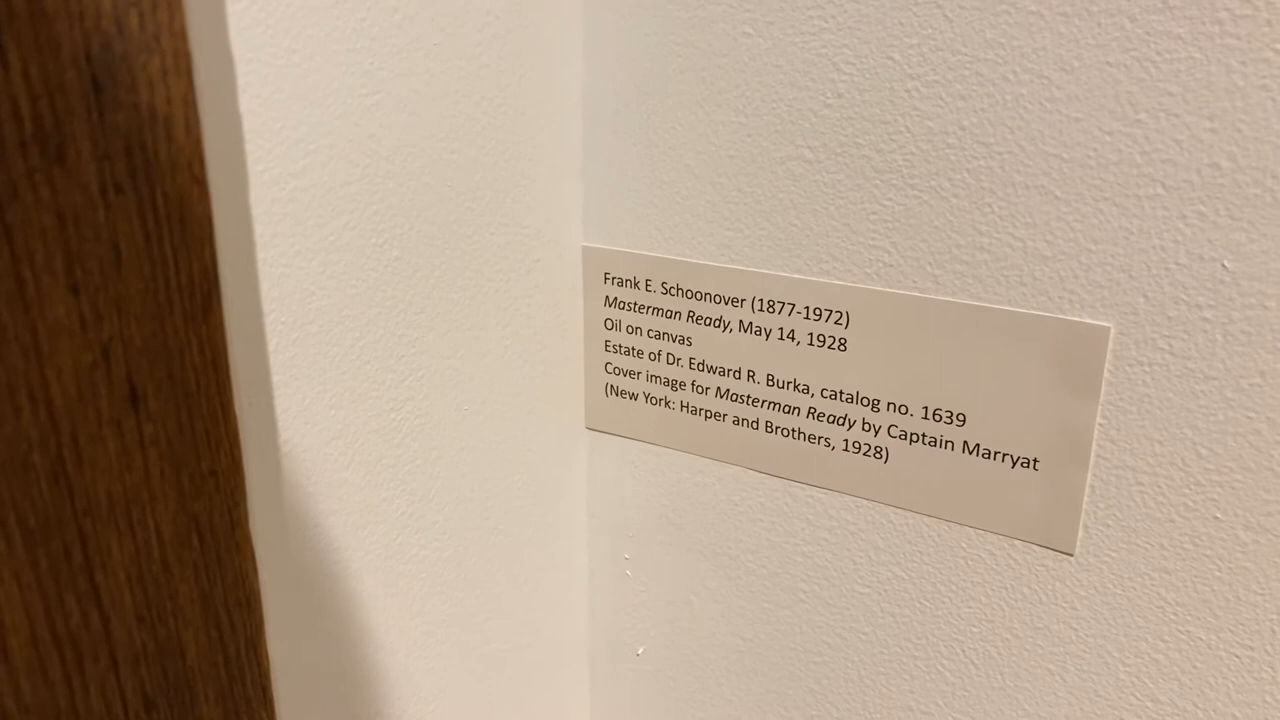 Frank E. Schoonover (1877-1972)
Masterman Ready, May 14, 1928
Oil on canvas
Estate of Dr. Edward R. Burka, catalog no. 1639
Cover image for Masterman Ready by Captain Marryat
(New York: Harper and Brothers, 1928)